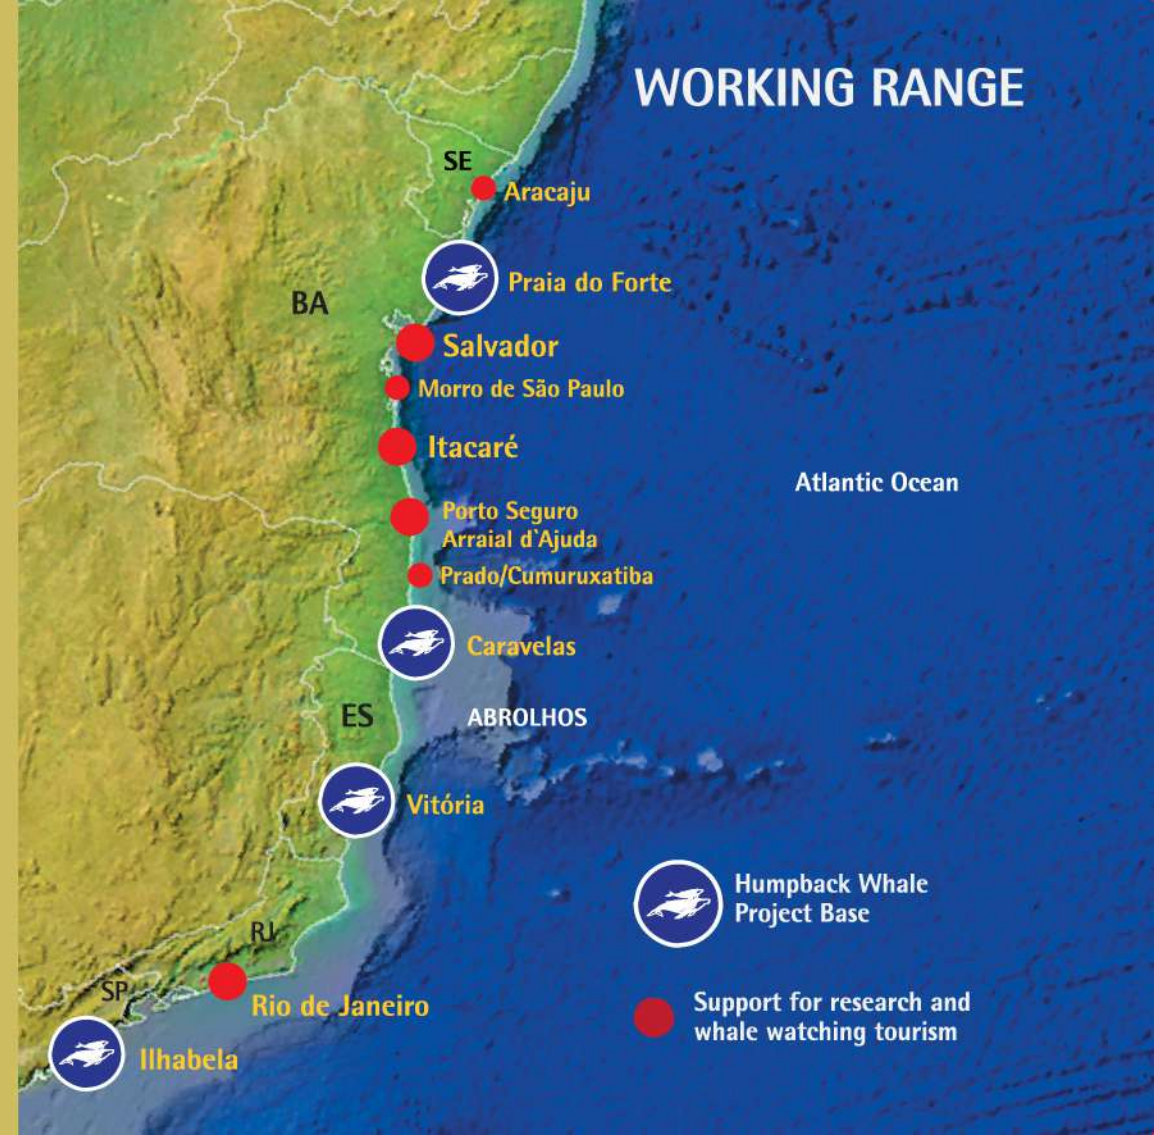 WORKING RANGE
SE
Aracaju
Praia do Forte
BA
Salvador
Morro de São Paulo
Itacaré
Atlantic Ocean
Porto Seguro
Arraial d`Ajuda
Prado/Cumuruxatiba
Caravelas
ES
ABROLHOS
Vitória
Humpback Whale
Project Base
RJ
SP
Rio de Janeiro
Support for research and
whale watching tourism
Ilhabela